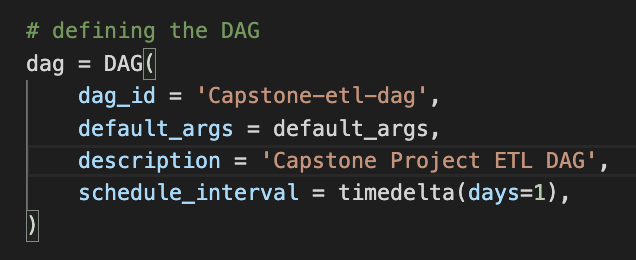 # defining the DAG
dag = DAG(
    dag_id = 'Capstone-etl-dag',
    default_args = default_args,
    description = 'Capstone Project ETL DAG',
    schedule_interval = timedelta(days=1),
)